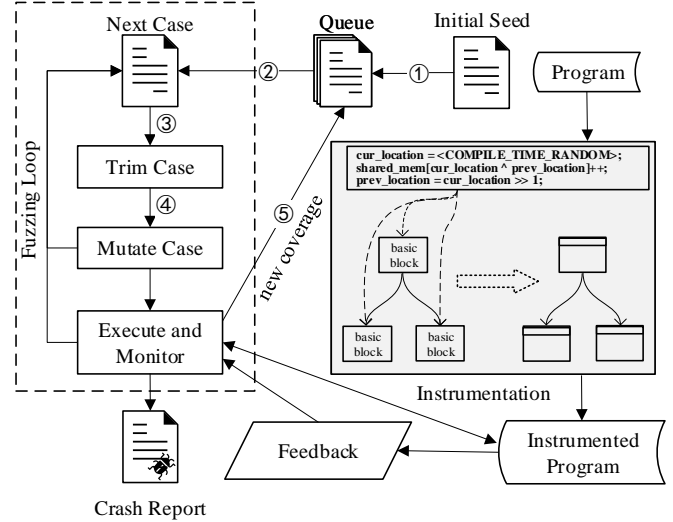 Next Case
Queue
Initial Seed
②
①
Program
③
Trim Case
④
Mutate Case
Execute and
Monitor
Fuzzing Loop
⑤
new coverage
cur_location =<COMPILE_TIME_RANDOM>;
shared_mem[cur_location ^ prev_location]++;
prev_location = cur_location >> 1;
basic
block
basic
block
basic
block
Instrumentation
Feedback
Instrumented
Program
Crash Report